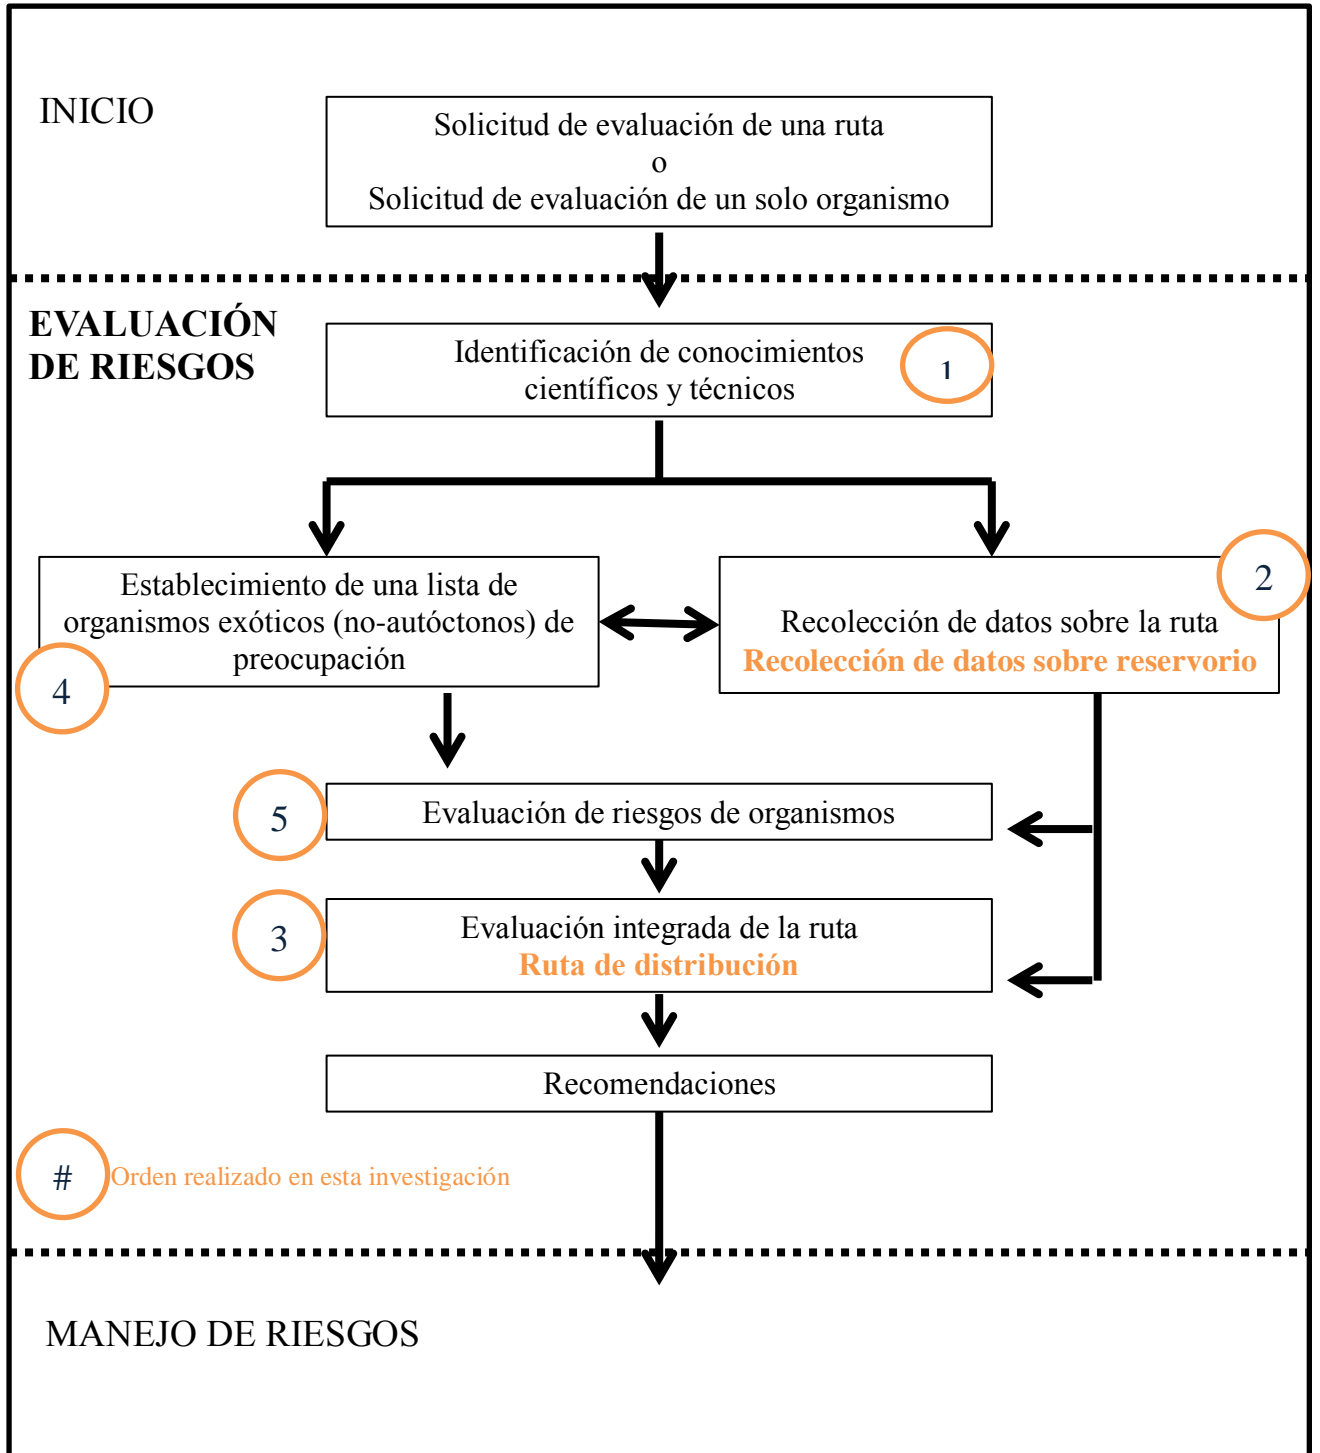 INICIO
Solicitud de evaluación de una ruta
o
Solicitud de evaluación de un solo organismo
EVALUACIÓN
DE RIESGOS
Identificación de conocimientos
científicos y técnicos
1
Establecimiento de una lista de
organismos exóticos (no-autóctonos) de
preocupación
4
2
Recolección de datos sobre la ruta
Recolección de datos sobre reservorio
5
Evaluación de riesgos de organismos
3
Evaluación integrada de la ruta
Ruta de distribución
Recomendaciones
#
Orden realizado en esta investigación
MANEJO DE RIESGOS